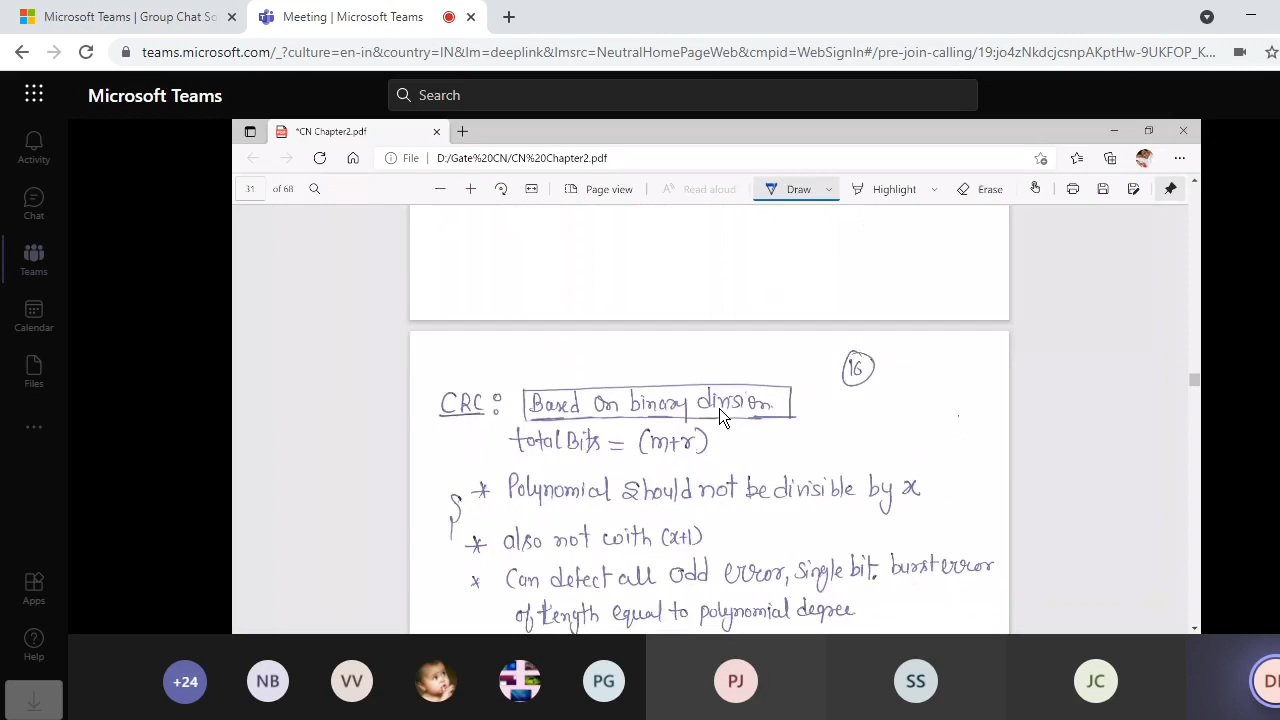 Microsoft Teams | Group Chat So
Meeting | Microsoft Teams
teams.microsoft.com/_?culture=en-in&country=IN&lm=deeplink&lmsrc=NeutralHomePageWeb&cmpid=WebSignIn#/pre-join-calling/19:jo4zNkdcjcsnpAKptHw-9UKFOP_K...
Microsoft Teams
Search
Activity
Chat
Teams
Calendar
Files
Apps
Help
*CN Chapter2.pdf
File | D:/Gate%20CN/CN%20Chapter2.pdf
31 of 68
Page view
Read aloud
Draw
Highlight
Erase
16
CRC: Based on binary division
total Bits = (m+r)
* Polynomial should not be divisible by x
* also not with (x+1)
* Can detect all odd error, single bit, burst error
of length equal to polynomial degree
+24 NB VV PG PJ SS JC DI